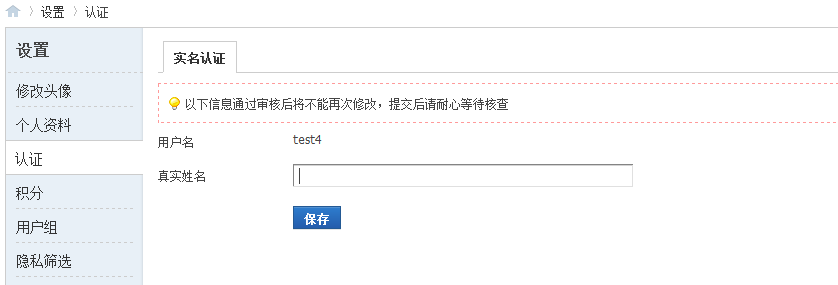 设置 认证
设置
修改头像
个人资料
认证
积分
用户组
隐私筛选
实名认证
以下信息通过审核后将不能再次修改，提交后请耐心等待核查
用户名 test4
真实姓名
保存